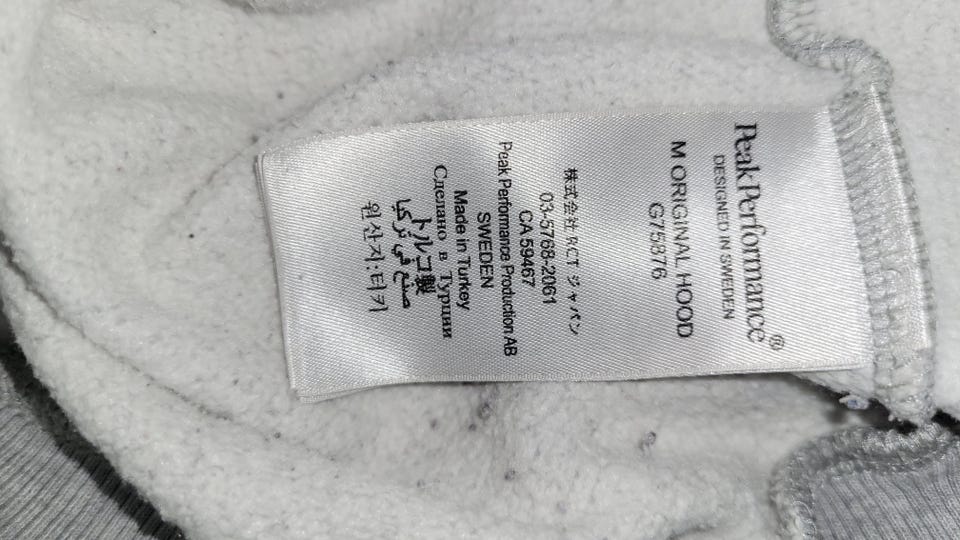 PeakPerformance®
DESIGNED IN SWEDEN
M ORIGINAL HOOD
G75876
株式会社 RCT ジャパン
03-5768-2061
CA 59467
Peak Performance Production AB
SWEDEN
Made in Turkey
Сделано в Турции
トルコ製
صنع في تركيا
원산지:터키